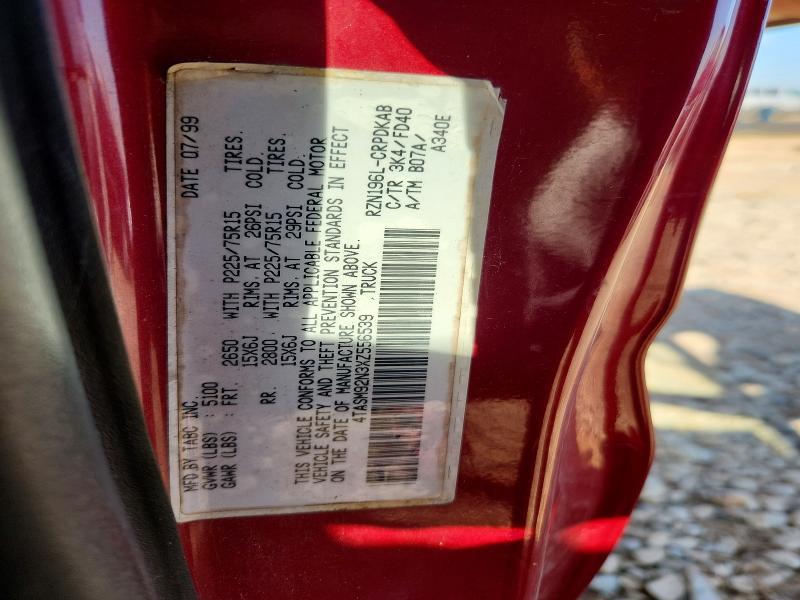 MFD BY TABC INC. DATE 07/99
GVWR (LBS) : 5100
GAWR (LBS) : FRT. 2650 WITH P225/75R15 TIRES.
15X6J RIMS. AT 26PSI COLD.
RR. 2800 WITH P225/75R15 TIRES
15X6J RIMS. AT 29PSI COLD.
THIS VEHICLE CONFORMS TO ALL APPLICABLE FEDERAL MOTOR
VEHICLE SAFETY AND THEFT PREVENTION STANDARDS IN EFFECT
ON THE DATE OF MANUFACTURE SHOWN ABOVE.
4TASM92N3XZ556539 ,TRUCK
RZN196L-CRPDKAB
C/TR 3K4/FD40
A/TM B07A/
A340E